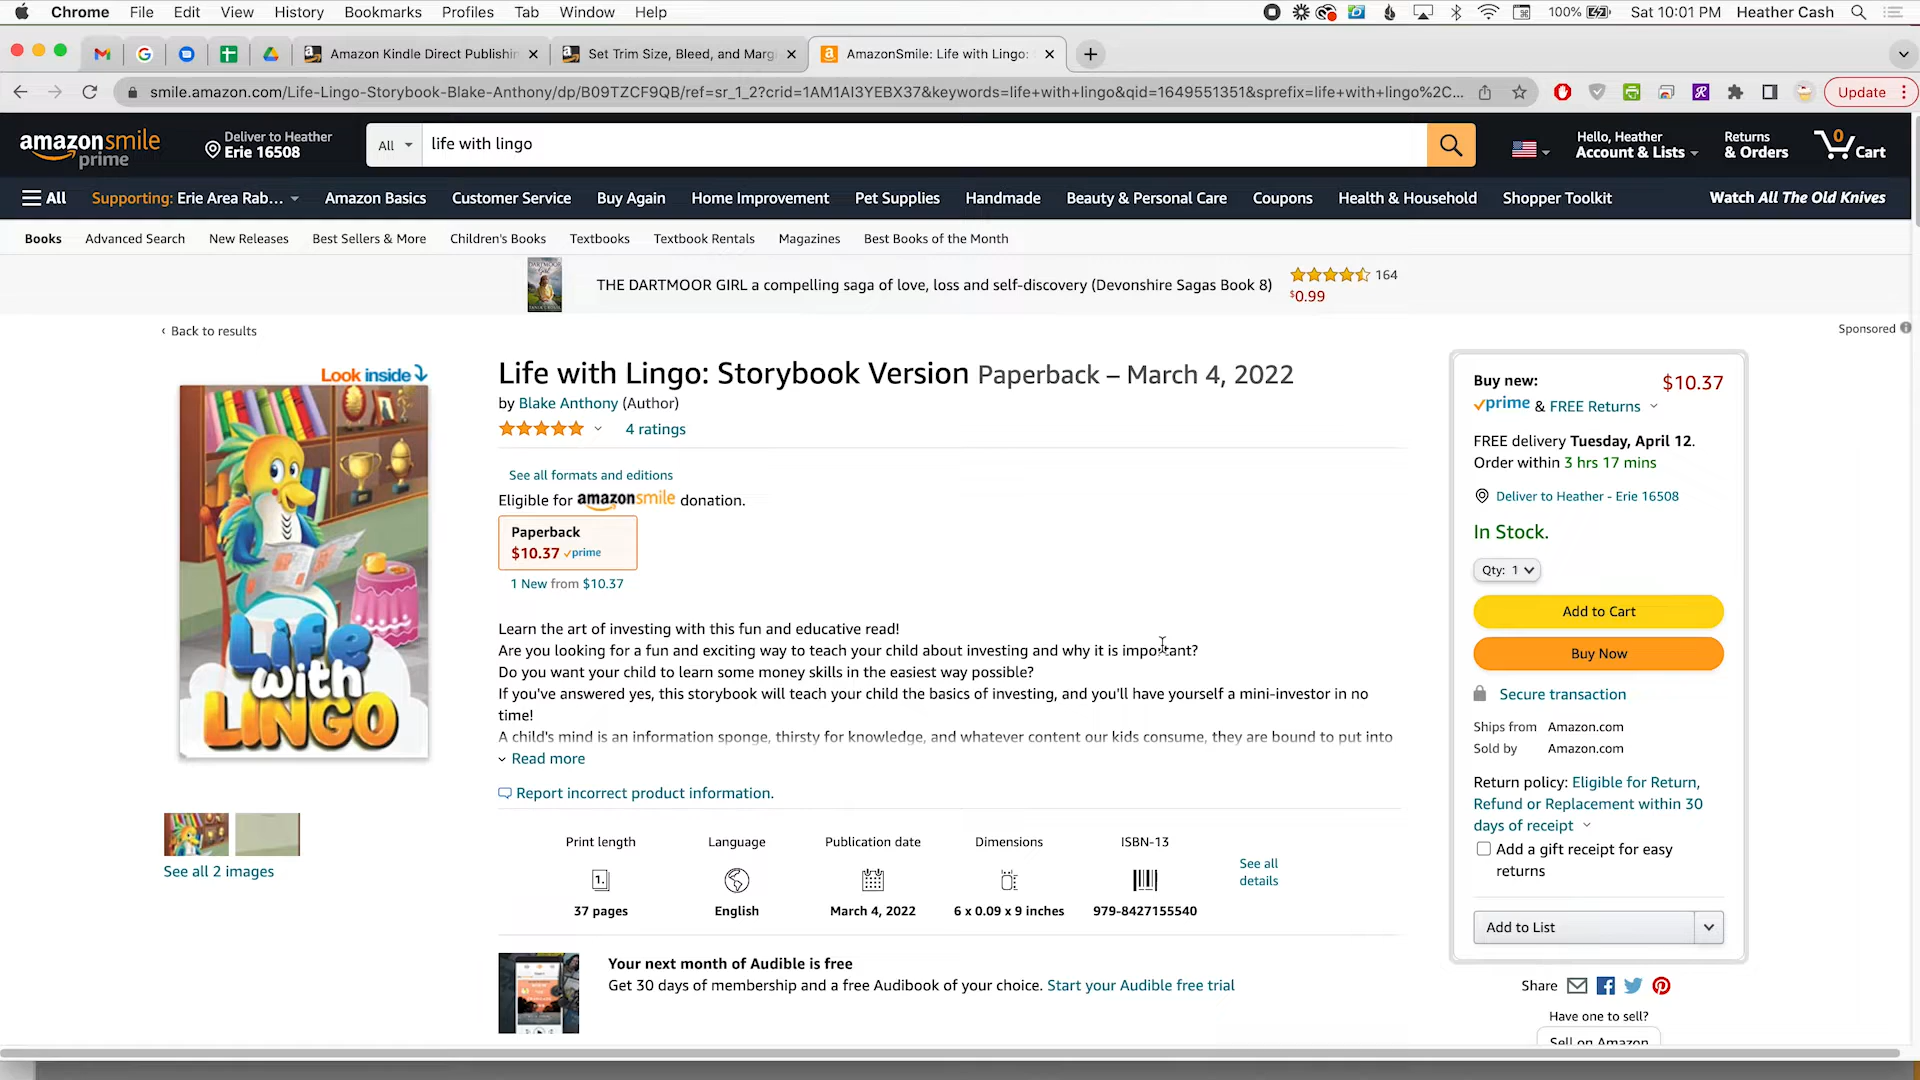 Chrome File Edit View History Bookmarks Profiles Tab Window Help 100% Sat 10:01 PM Heather Cash
Amazon Kindle Direct Publishin Set Trim Size, Bleed, and Margi AmazonSmile: Life with Lingo:
smile.amazon.com/Life-Lingo-Storybook-Blake-Anthony/dp/B09TZCF9QB/ref=sr_1_2?crid=1AM1AI3YEBX37&keywords=life+with+lingo&qid=1649551351&sprefix=life+with+lingo%2C... Update
amazonsmile prime
Deliver to Heather
Erie 16508
All life with lingo
Hello, Heather
Account & Lists
Returns
& Orders
0 Cart
All Supporting: Erie Area Rab... Amazon Basics Customer Service Buy Again Home Improvement Pet Supplies Handmade Beauty & Personal Care Coupons Health & Household Shopper Toolkit Watch All The Old Knives
Books Advanced Search New Releases Best Sellers & More Children's Books Textbooks Textbook Rentals Magazines Best Books of the Month
THE DARTMOOR GIRL a compelling saga of love, loss and self-discovery (Devonshire Sagas Book 8) 164
$0.99
Sponsored
‹ Back to results
Look inside
Life with LINGO
See all 2 images
Life with Lingo: Storybook Version Paperback – March 4, 2022
by Blake Anthony (Author)
4 ratings
See all formats and editions
Eligible for amazonsmile donation.
Paperback
$10.37 prime
1 New from $10.37
Learn the art of investing with this fun and educative read!
Are you looking for a fun and exciting way to teach your child about investing and why it is important?
Do you want your child to learn some money skills in the easiest way possible?
If you've answered yes, this storybook will teach your child the basics of investing, and you'll have yourself a mini-investor in no
time!
A child's mind is an information sponge, thirsty for knowledge, and whatever content our kids consume, they are bound to put into
Read more
Report incorrect product information.
Print length Language Publication date Dimensions ISBN-13
See all
details
37 pages English March 4, 2022 6 x 0.09 x 9 inches 979-8427155540
Your next month of Audible is free
Get 30 days of membership and a free Audibook of your choice. Start your Audible free trial
Buy new: $10.37
prime & FREE Returns
FREE delivery Tuesday, April 12.
Order within 3 hrs 17 mins
Deliver to Heather - Erie 16508
In Stock.
Qty: 1
Add to Cart
Buy Now
Secure transaction
Ships from Amazon.com
Sold by Amazon.com
Return policy: Eligible for Return,
Refund or Replacement within 30
days of receipt
Add a gift receipt for easy
returns
Add to List
Share
Have one to sell?
Sell on Amazon